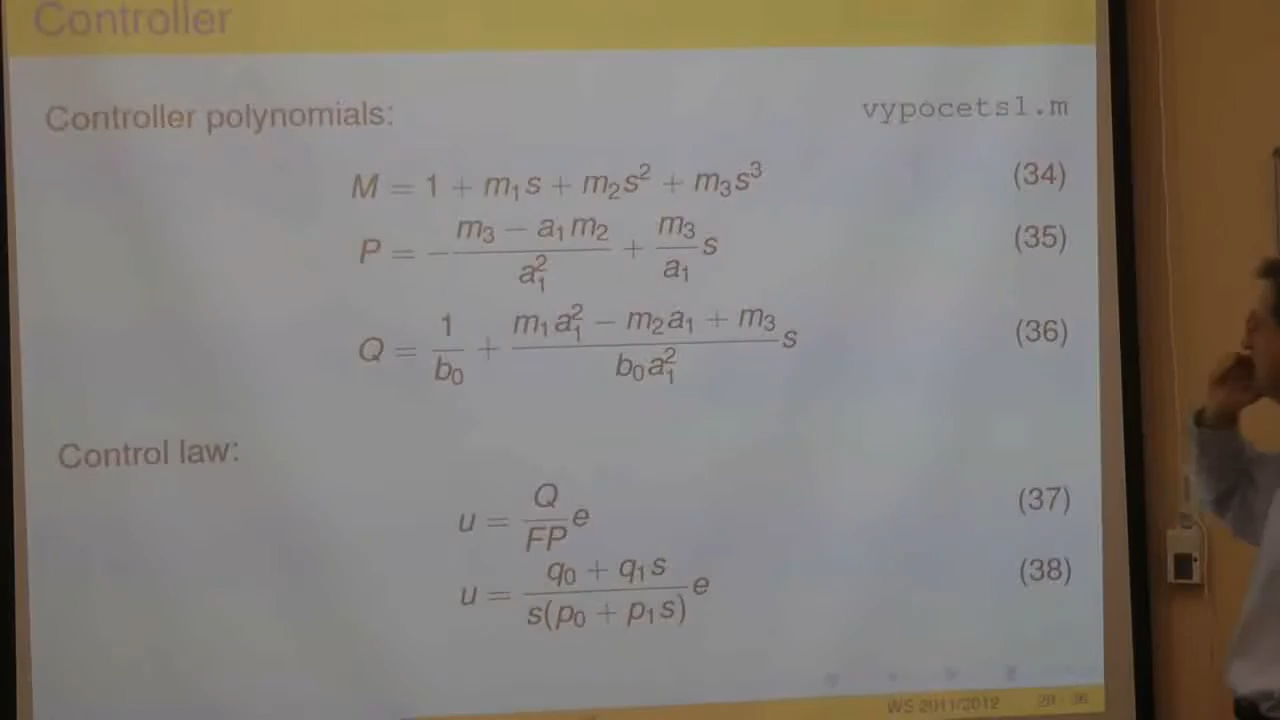 Controller
Controller polynomials: vypocets1.m
M = 1 + m₁s + m₂s² + m₃s³ (34)
P = −(m₃ − a₁m₂)/a₁² + (m₃/a₁)s (35)
Q = 1/b₀ + ((m₁a₁² − m₂a₁ + m₃)/(b₀a₁²))s (36)
Control law:
u = (Q/FP)e (37)
u = ((q₀ + q₁s)/(s(p₀ + p₁s)))e (38)
WS 2011/2012